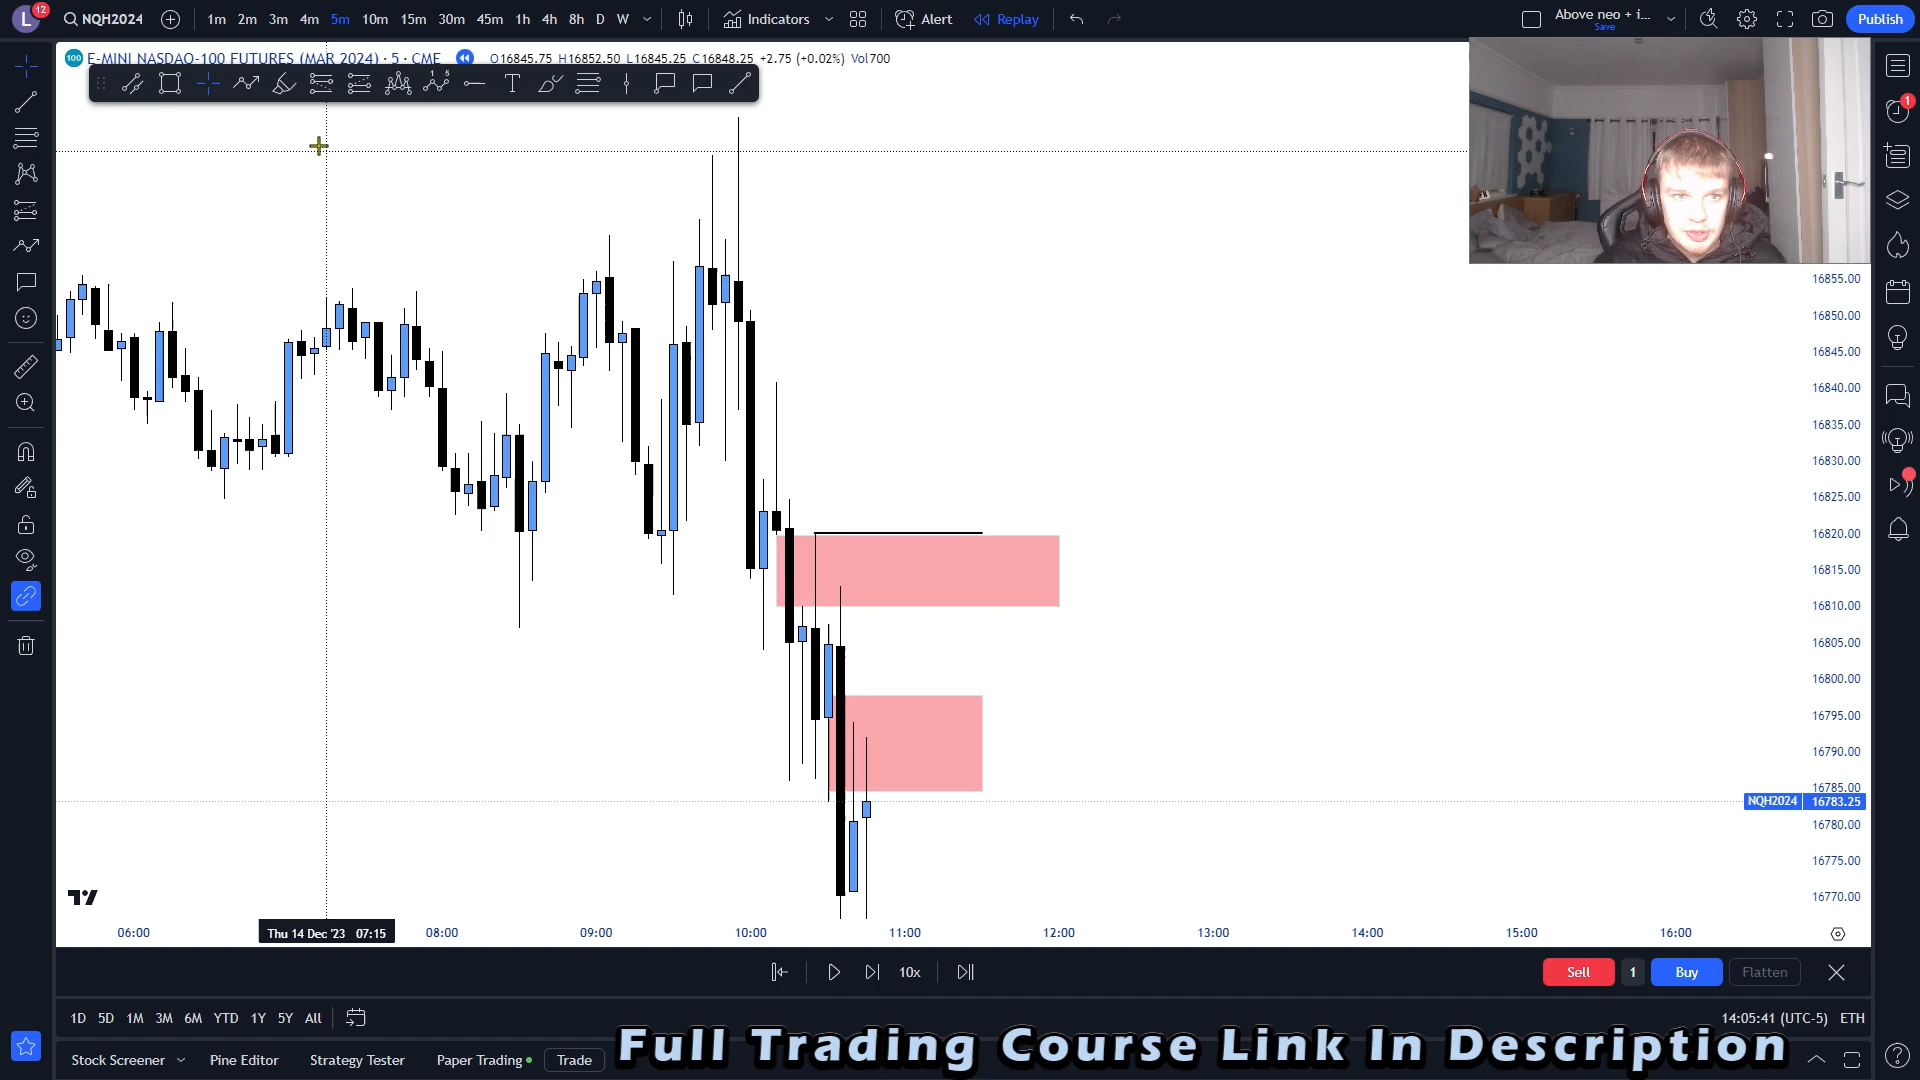 L 12 NQH2024 1m 2m 3m 4m 5m 10m 15m 30m 45m 1h 4h 8h D W Indicators Alert Replay Above neo + i... Save Publish
100 E-MINI NASDAQ-100 FUTURES (MAR 2024) · 5 · CME O16845.75 H16852.50 L16845.25 C16848.25 +2.75 (+0.02%) Vol700
1 5
T
1
16855.00
16850.00
16845.00
16840.00
16835.00
16830.00
16825.00
16820.00
16815.00
16810.00
16805.00
16800.00
16795.00
16790.00
16785.00
NQH2024 16783.25
16780.00
16775.00
16770.00
06:00 Thu 14 Dec '23 07:15 08:00 09:00 10:00 11:00 12:00 13:00 14:00 15:00 16:00
10x Sell 1 Buy Flatten
1D 5D 1M 3M 6M YTD 1Y 5Y All 14:05:41 (UTC-5) ETH
Stock Screener Pine Editor Strategy Tester Paper Trading Trade
Full Trading Course Link In Description